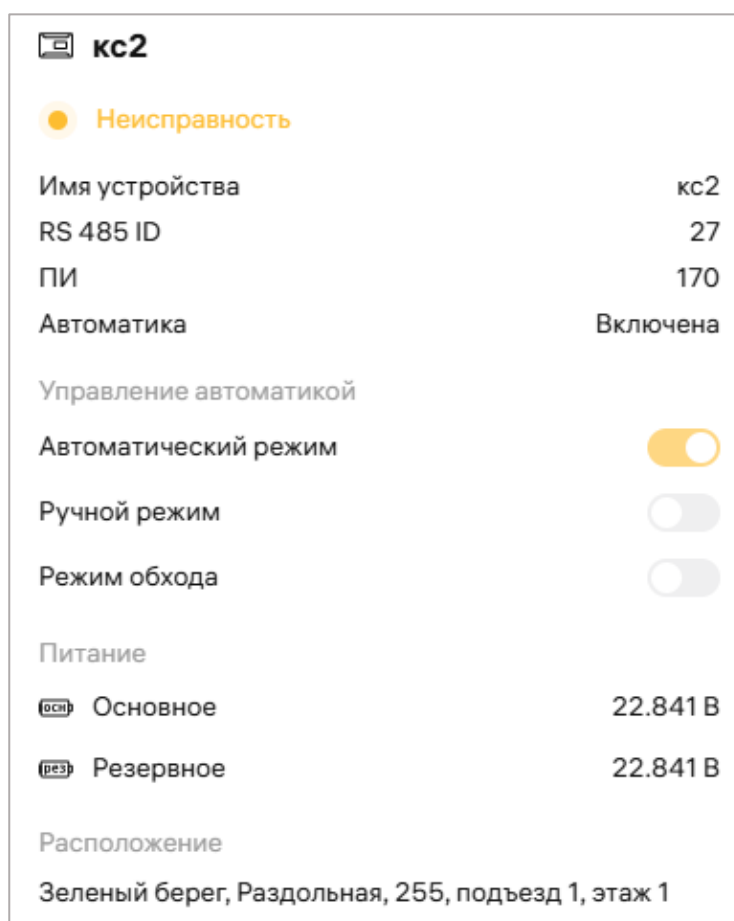 кс2
Неисправность
Имя устройства кс2
RS 485 ID 27
ПИ 170
Автоматика Включена
Управление автоматикой
Автоматический режим
Ручной режим
Режим обхода
Питание
осн Основное 22.841 В
рез Резервное 22.841 В
Расположение
Зеленый берег, Раздольная, 255, подъезд 1, этаж 1